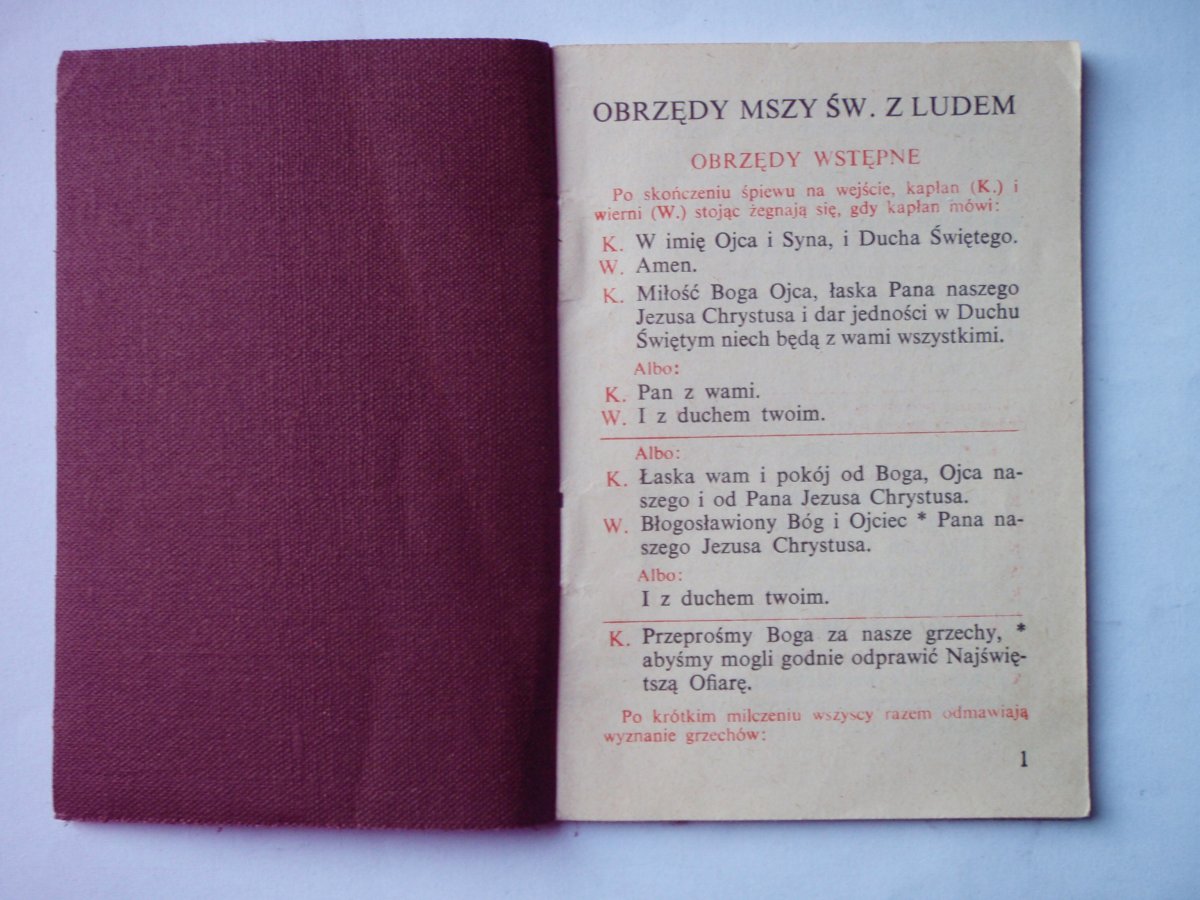 OBRZĘDY MSZY ŚW. Z LUDEM
OBRZĘDY WSTĘPNE
Po skończeniu śpiewu na wejście, kapłan (K.) i
wierni (W.) stojąc żegnają się, gdy kapłan mówi:
K. W imię Ojca i Syna, i Ducha Świętego.
W. Amen.
K. Miłość Boga Ojca, łaska Pana naszego
Jezusa Chrystusa i dar jedności w Duchu
Świętym niech będą z wami wszystkimi.
Albo:
K. Pan z wami.
W. I z duchem twoim.
Albo:
K. Łaska wam i pokój od Boga, Ojca na-
szego i od Pana Jezusa Chrystusa.
W. Błogosławiony Bóg i Ojciec * Pana na-
szego Jezusa Chrystusa.
Albo:
I z duchem twoim.
K. Przeprośmy Boga za nasze grzechy, *
abyśmy mogli godnie odprawić Najświę-
tszą Ofiarę.
Po krótkim milczeniu wszyscy razem odmawiają
wyznanie grzechów:
1